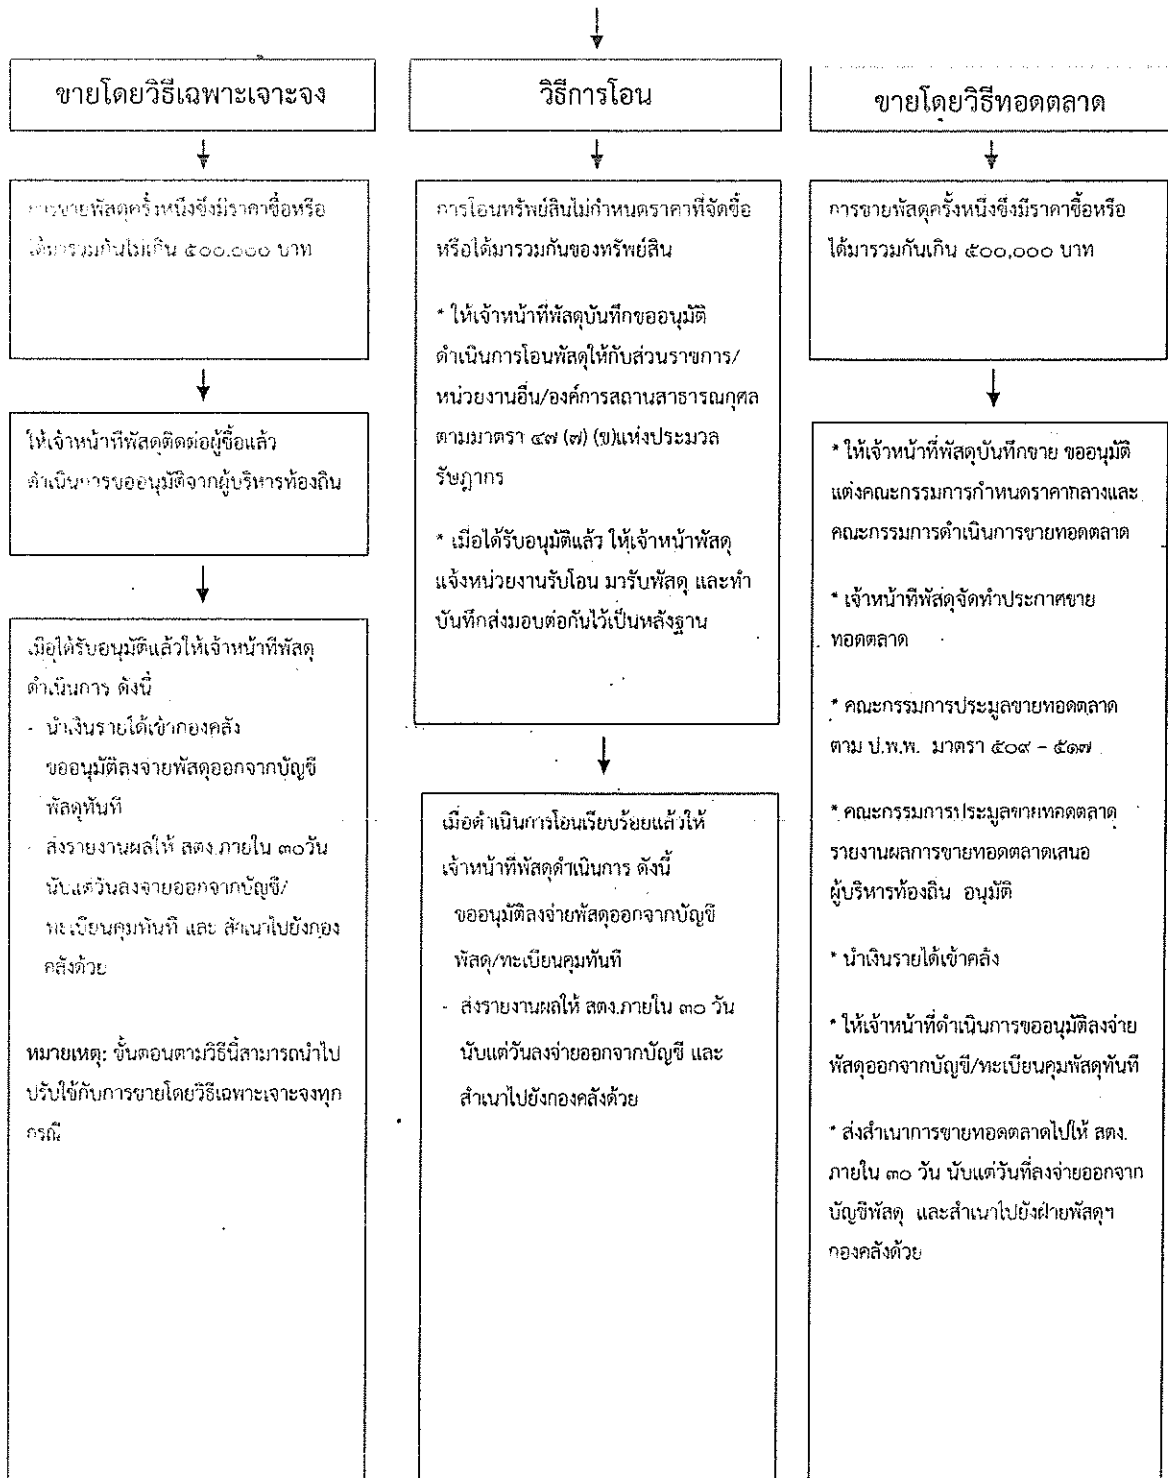 ขายโดยวิธีเฉพาะเจาะจง
การขายพัสดุครั้งหนึ่งซึ่งมีราคาซื้อหรือ
ได้มารวมกันไม่เกิน ๕๐๐.๐๐๐ บาท
ให้เจ้าหน้าที่พัสดุติดต่อผู้ซื้อแล้ว
ดำเนินการขออนุมัติจากผู้บริหารท้องถิ่น
เมื่อได้รับอนุมัติแล้วให้เจ้าหน้าที่พัสดุ
ดำเนินการ ดังนี้
- นำเงินรายได้เข้ากองคลัง
ขออนุมัติลงจ่ายพัสดุออกจากบัญชี
พัสดุทันที
- ส่งรายงานผลให้ สตง.ภายใน ๓๐วัน
นับแต่วันลงจ่ายออกจากบัญชี/
ทะเบียนคุมทันที และ สำเนาไปยังกอง
คลังด้วย
หมายเหตุ: ขั้นตอนตามวิธีนี้สามารถนำไป
ปรับใช้กับการขายโดยวิธีเฉพาะเจาะจงทุก
กรณี
วิธีการโอน
การโอนทรัพย์สินไม่กำหนดราคาที่จัดซื้อ
หรือได้มารวมกันของทรัพย์สิน
* ให้เจ้าหน้าที่พัสดุบันทึกขออนุมัติ
ดำเนินการโอนพัสดุให้กับส่วนราชการ/
หน่วยงานอื่น/องค์การสถานสาธารณกุศล
ตามมาตรา ๔๗ (๗) (ข)แห่งประมวล
รัษฎากร
* เมื่อได้รับอนุมัติแล้ว ให้เจ้าหน้าพัสดุ
แจ้งหน่วยงานรับโอน มารับพัสดุ และทำ
บันทึกส่งมอบต่อกันไว้เป็นหลักฐาน
เมื่อดำเนินการโอนเรียบร้อยแล้วให้
เจ้าหน้าที่พัสดุดำเนินการ ดังนี้
ขออนุมัติลงจ่ายพัสดุออกจากบัญชี
พัสดุ/ทะเบียนคุมทันที
- ส่งรายงานผลให้ สตง.ภายใน ๓๐ วัน
นับแต่วันลงจ่ายออกจากบัญชี และ
สำเนาไปยังกองคลังด้วย
ขายโดยวิธีทอดตลาด
การขายพัสดุครั้งหนึ่งซึ่งมีราคาซื้อหรือ
ได้มารวมกันเกิน ๕๐๐,๐๐๐ บาท
* ให้เจ้าหน้าที่พัสดุบันทึกขาย ขออนุมัติ
แต่งคณะกรรมการกำหนดราคากลางและ
คณะกรรมการดำเนินการขายทอดตลาด
* เจ้าหน้าที่พัสดุจัดทำประกาศขาย
ทอดตลาด
* คณะกรรมการประมูลขายทอดตลาด
ตาม ป.พ.พ. มาตรา ๕๐๙ – ๕๑๗
* คณะกรรมการประมูลขายทอดตลาด
รายงานผลการขายทอดตลาดเสนอ
ผู้บริหารท้องถิ่น อนุมัติ
* นำเงินรายได้เข้าคลัง
* ให้เจ้าหน้าที่ดำเนินการขออนุมัติลงจ่าย
พัสดุออกจากบัญชี/ทะเบียนคุมพัสดุทันที
* ส่งสำเนาการขายทอดตลาดไปให้ สตง.
ภายใน ๓๐ วัน นับแต่วันที่ลงจ่ายออกจาก
บัญชีพัสดุ และสำเนาไปยังฝ่ายพัสดุฯ
กองคลังด้วย